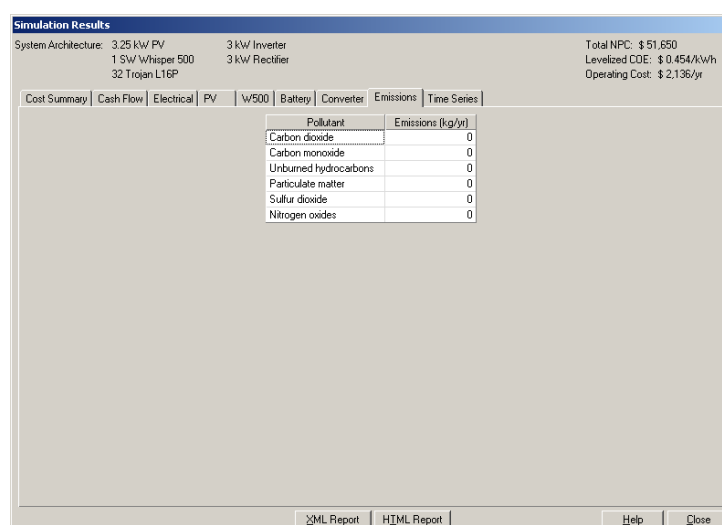 Simulation Results
System Architecture: 3.25 kW PV 3 kW Inverter Total NPC: $ 51,650
1 SW Whisper 500 3 kW Rectifier Levelized COE: $ 0.454/kWh
32 Trojan L16P Operating Cost: $ 2,136/yr
Cost Summary Cash Flow Electrical PV W500 Battery Converter Emissions Time Series
Pollutant Emissions (kg/yr)
Carbon dioxide 0
Carbon monoxide 0
Unburned hydrocarbons 0
Particulate matter 0
Sulfur dioxide 0
Nitrogen oxides 0
XML Report HTML Report Help Close